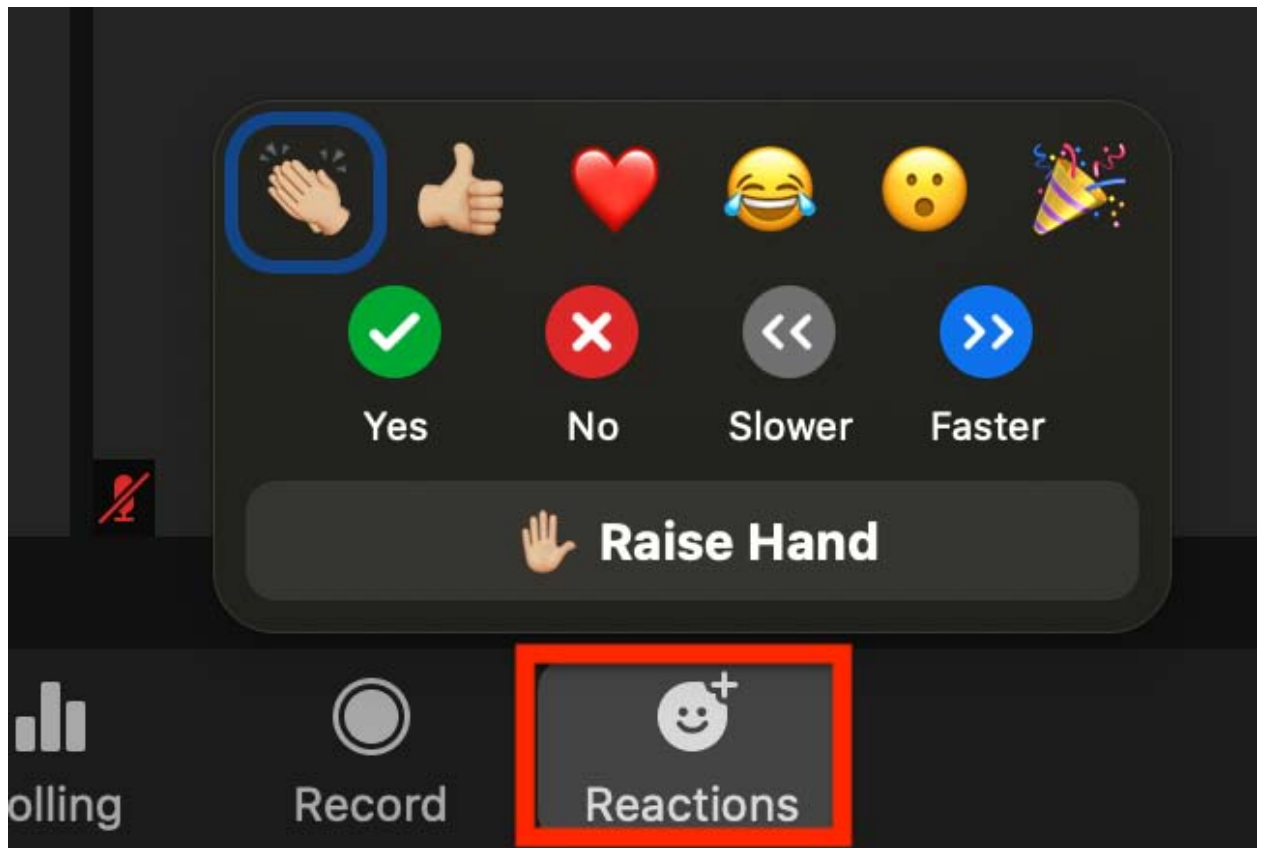 Yes No Slower Faster
Raise Hand
olling Record Reactions